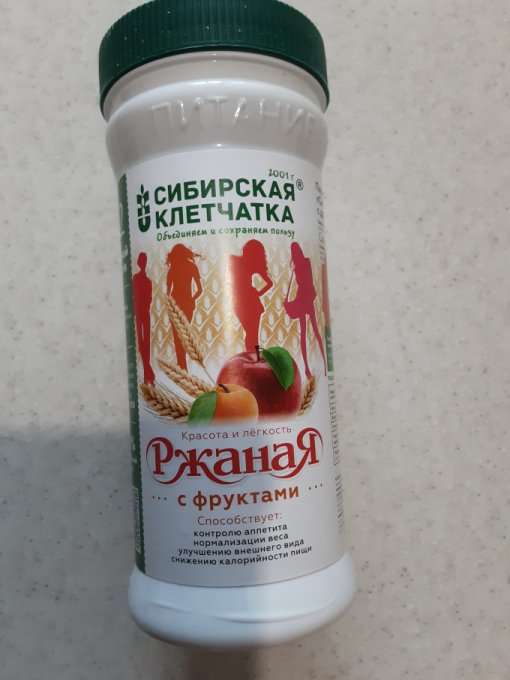 ПИТАНИЕ
2001 г
СИБИРСКАЯ®
КЛЕТЧАТКА
Объединяем и сохраняем пользу
Красота и лёгкость
РжанаЯ
··· с фруктами ···
Способствует:
контролю аппетита
нормализации веса
улучшению внешнего вида
снижению калорийности пищи